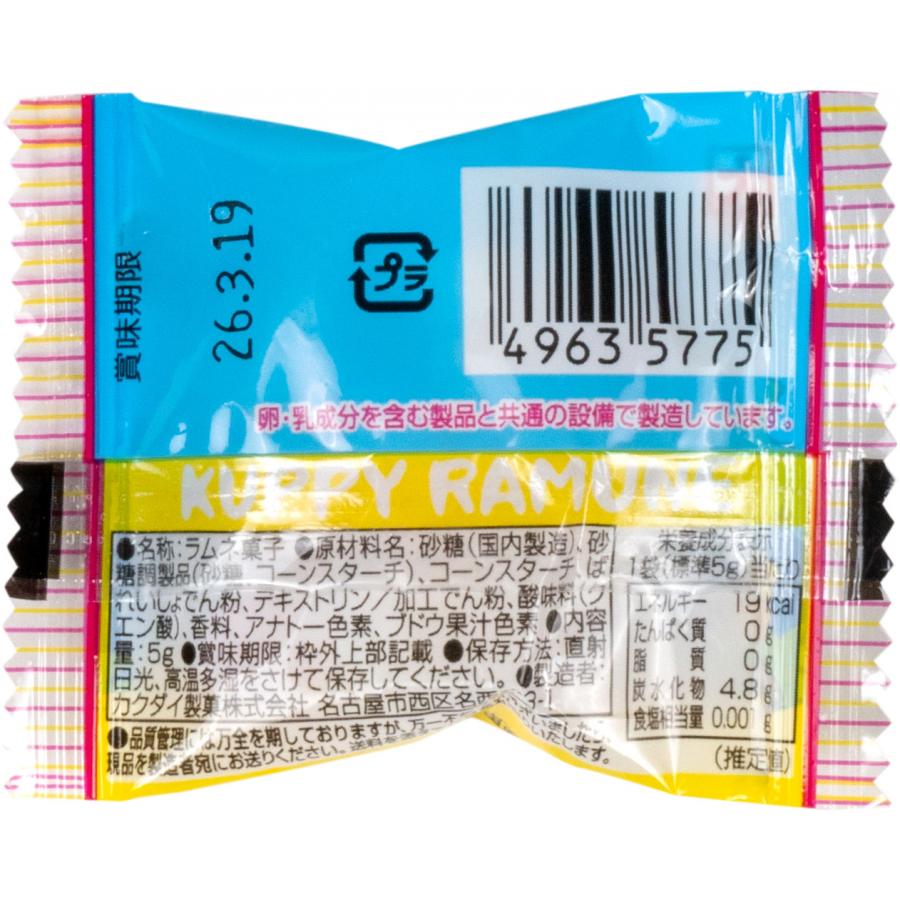 賞味期限
26.3.19
プラ
4963 5775
卵・乳成分を含む製品と共通の設備で製造しています。
KUPPY RAMUNE
●名称:ラムネ菓子 ●原材料名:砂糖(国内製造)、砂
糖調製品(砂糖、コーンスターチ)、コーンスターチ、ば
れいしょでん粉、デキストリン/加工でん粉、酸味料(ク
エン酸)、香料、アナトー色素、ブドウ果汁色素 ●内容
量:5g ●賞味期限:枠外上部記載 ●保存方法:直射
日光、高温多湿をさけて保存してください。 ●製造者:
カクダイ製菓株式会社 名古屋市西区名西
●品質管理には万全を期しておりますが、万一不
現品を製造者宛にお送りください。送料を
栄養成分表示
1袋(標準5g)当たり
エネルギー 19kcal
たんぱく質 0g
脂質 0g
炭水化物 4.8g
食塩相当量 0.001g
(推定値)